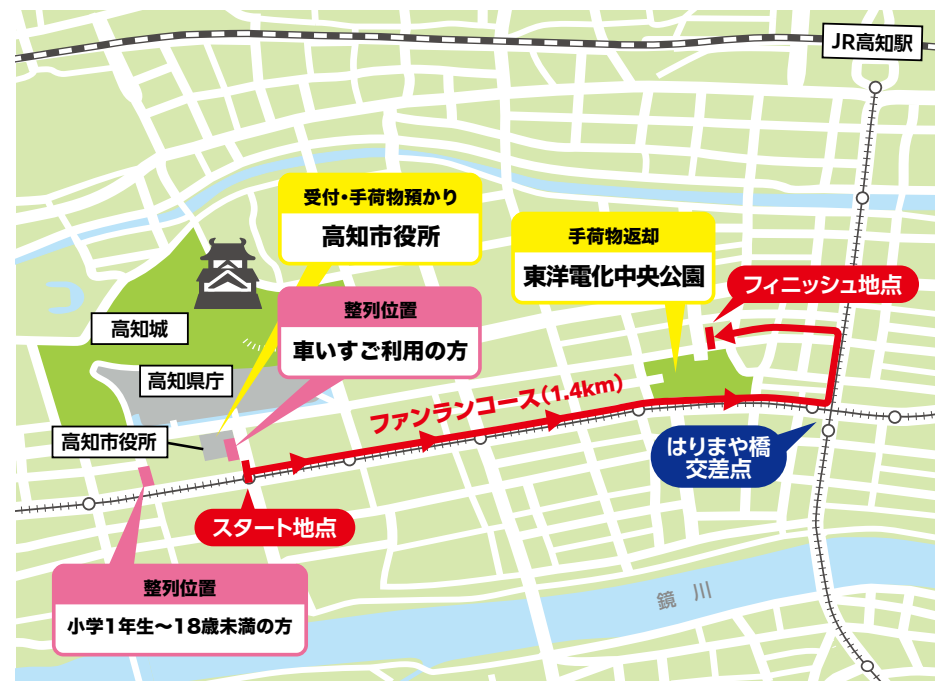 JR高知駅
受付・手荷物預かり
高知市役所
手荷物返却
東洋電化中央公園
フィニッシュ地点
整列位置
車いすご利用の方
高知城
高知県庁
ファンランコース(1.4km)
高知市役所
はりまや橋
交差点
スタート地点
整列位置
小学1年生〜18歳未満の方
鏡川